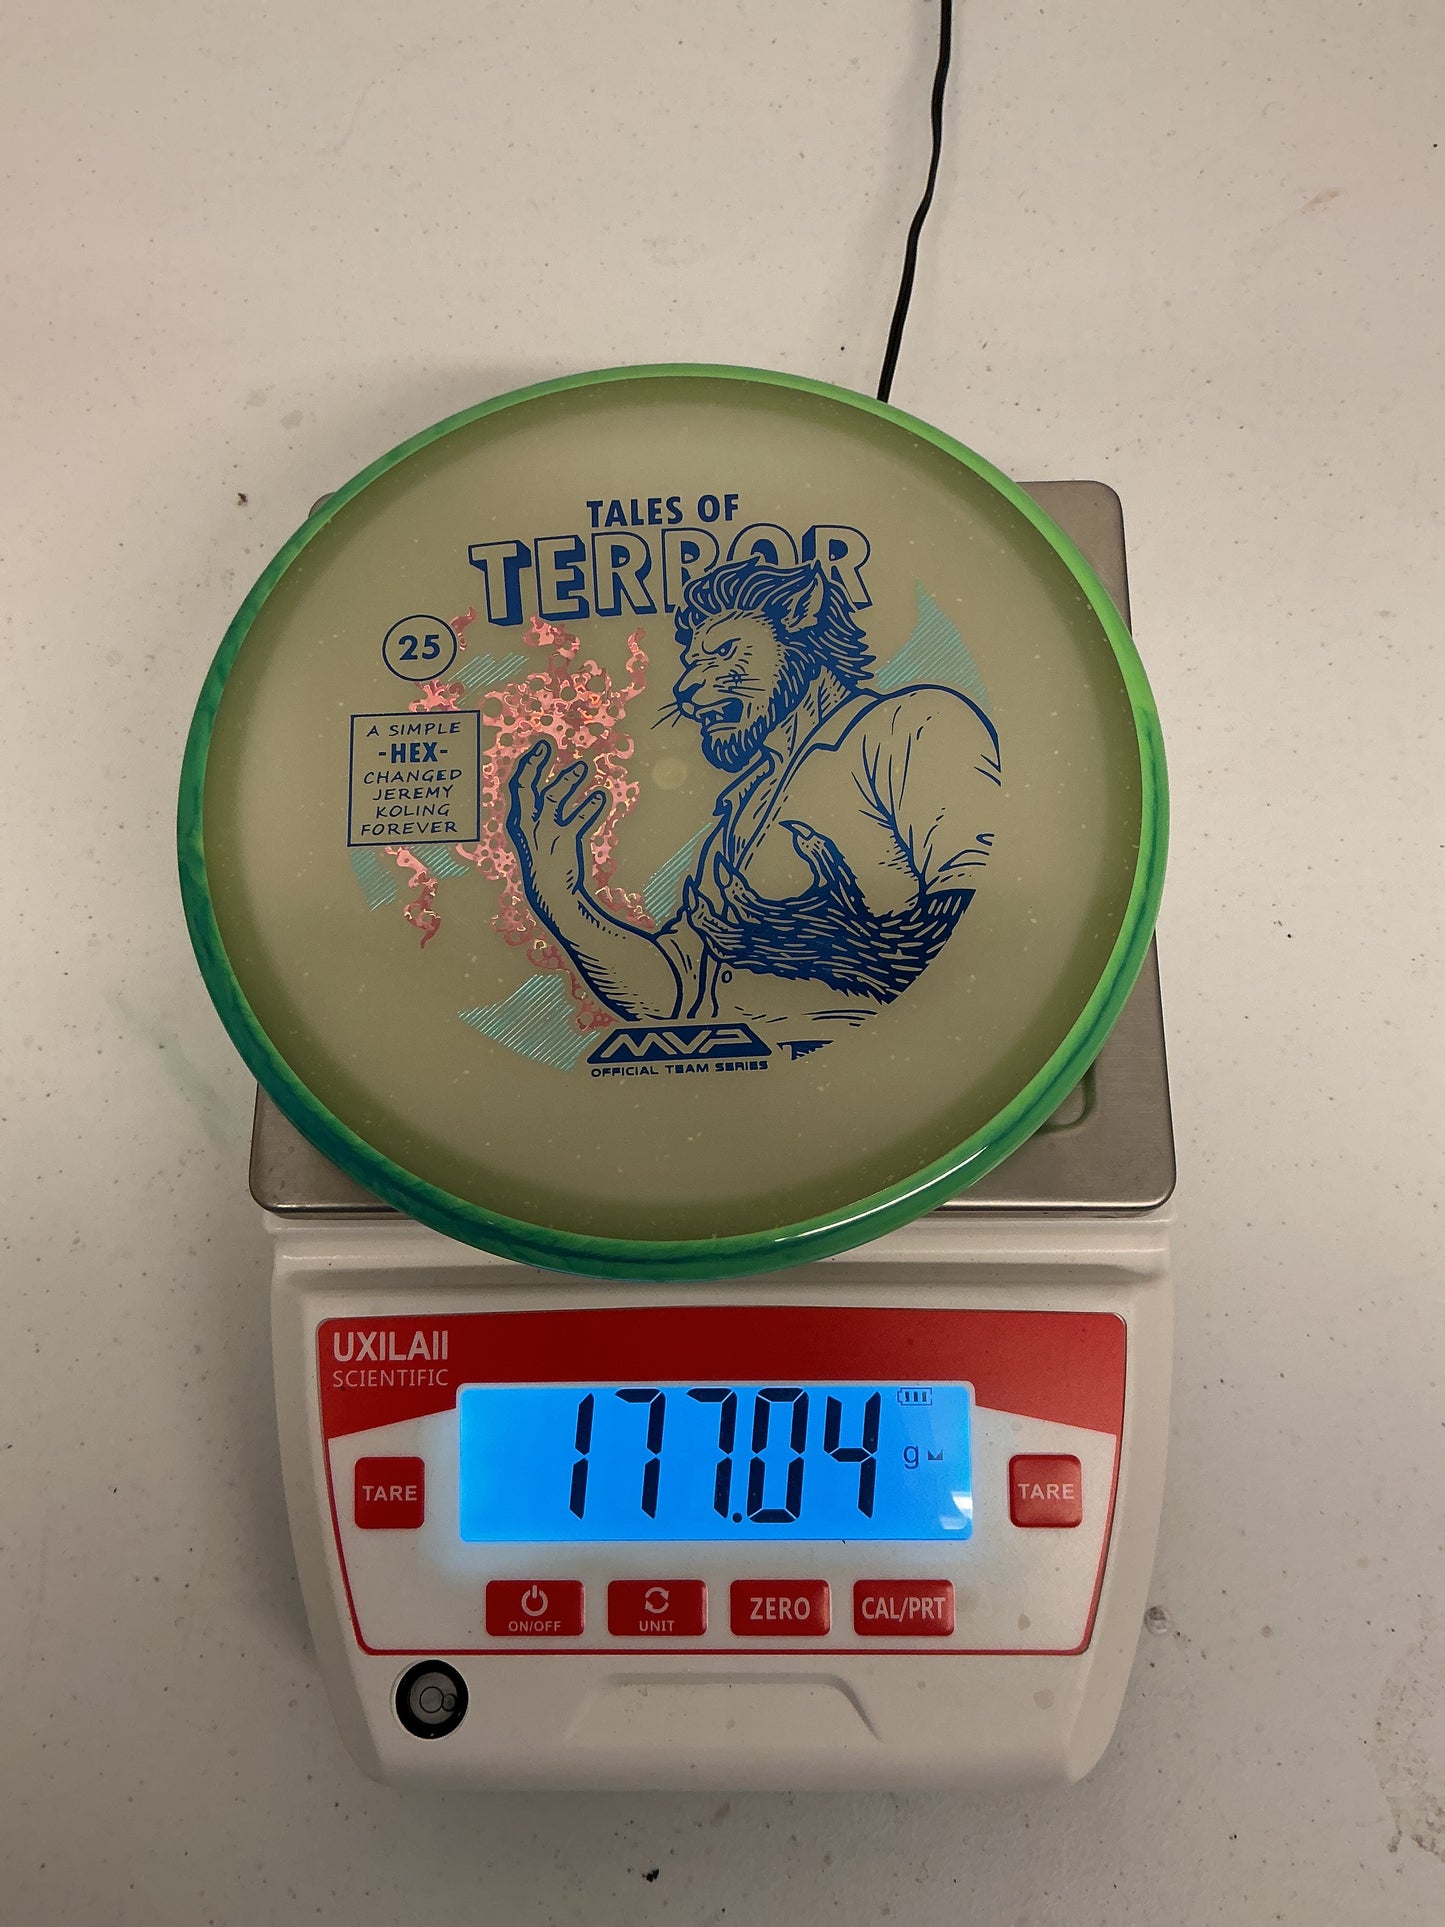 TALES OF
TERROR
25
A SIMPLE
-HEX-
CHANGED
JEREMY
KOLING
FOREVER
MVP
OFFICIAL TEAM SERIES
UXILAII
SCIENTIFIC
177.04 g
TARE
TARE
ON/OFF
UNIT
ZERO
CAL/PRT